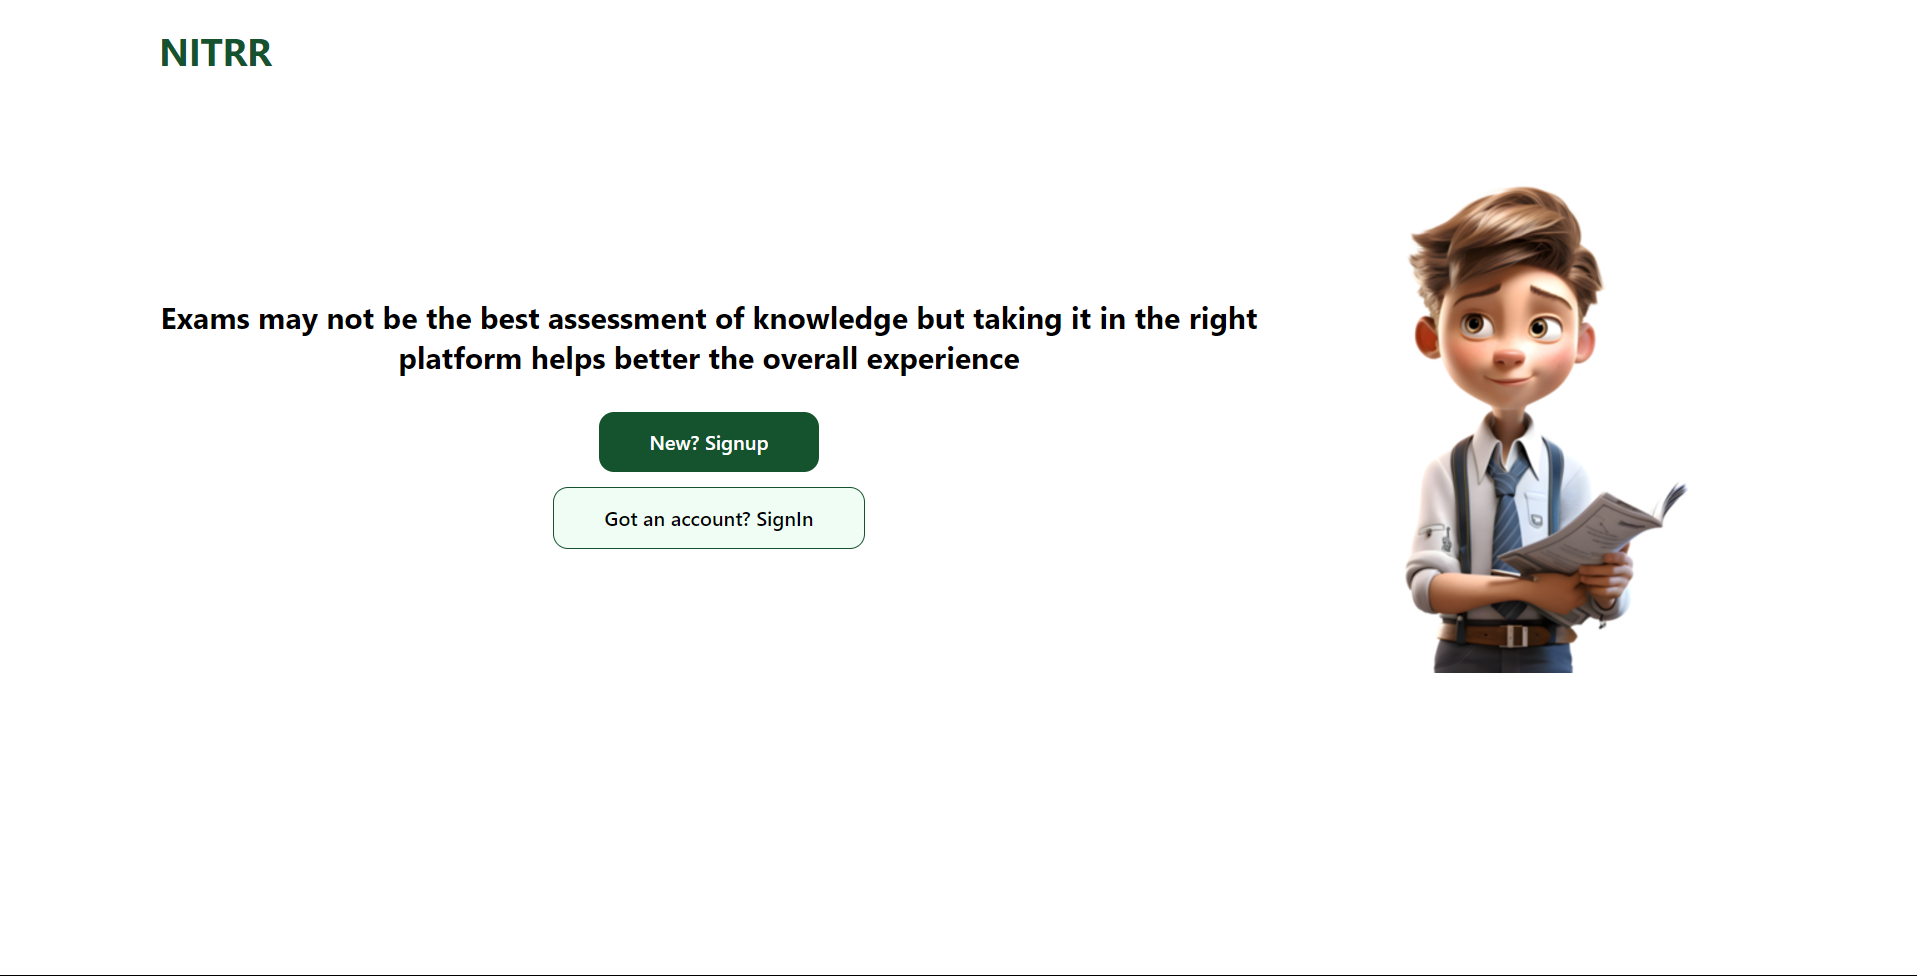 NITRR
Exams may not be the best assessment of knowledge but taking it in the right
platform helps better the overall experience
New? Signup
Got an account? SignIn